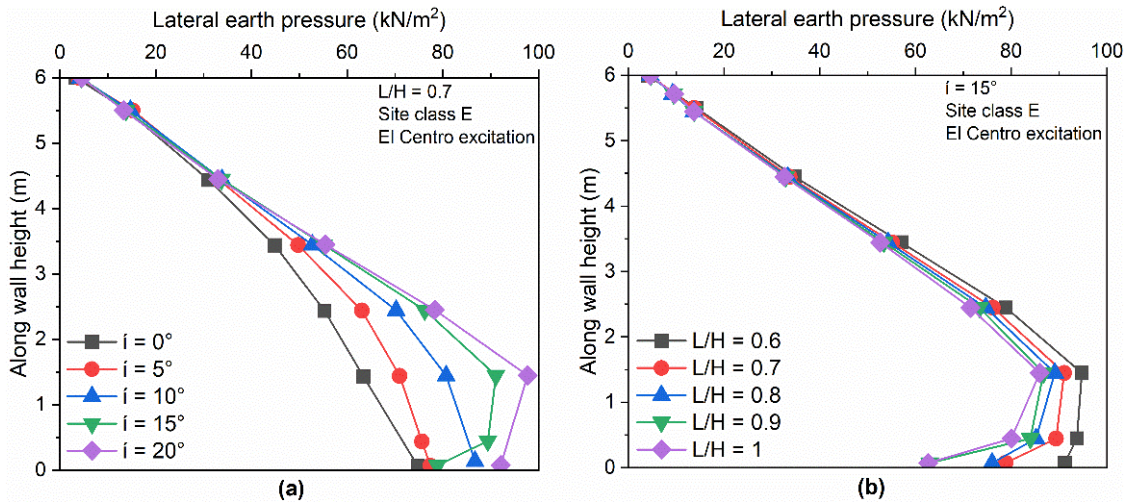 Lateral earth pressure (kN/m²)
0 20 40 60 80 100
6
5
4
3
2
1
0
Along wall height (m)
L/H = 0.7
Site class E
El Centro excitation
í = 0°
í = 5°
í = 10°
í = 15°
í = 20°
(a)
Lateral earth pressure (kN/m²)
0 20 40 60 80 100
6
5
4
3
2
1
0
Along wall height (m)
í = 15°
Site class E
El Centro excitation
L/H = 0.6
L/H = 0.7
L/H = 0.8
L/H = 0.9
L/H = 1
(b)